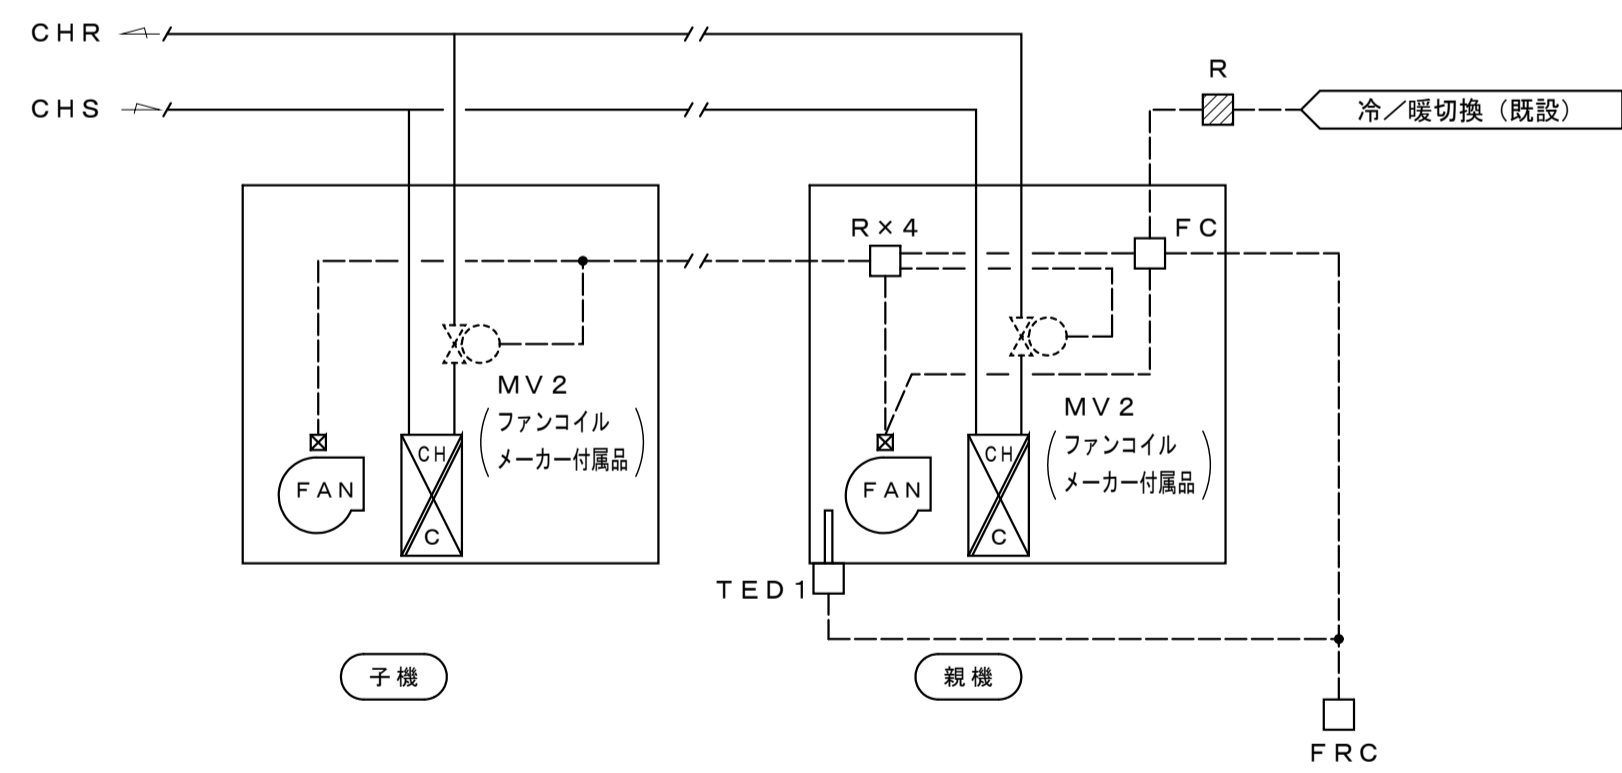 CHR
CHS
R
冷／暖切換（既設）
R×4
FC
MV2
(ファンコイル
メーカー付属品)
MV2
(ファンコイル
メーカー付属品)
CH
C
FAN
CH
C
FAN
TED1
子機
親機
FRC